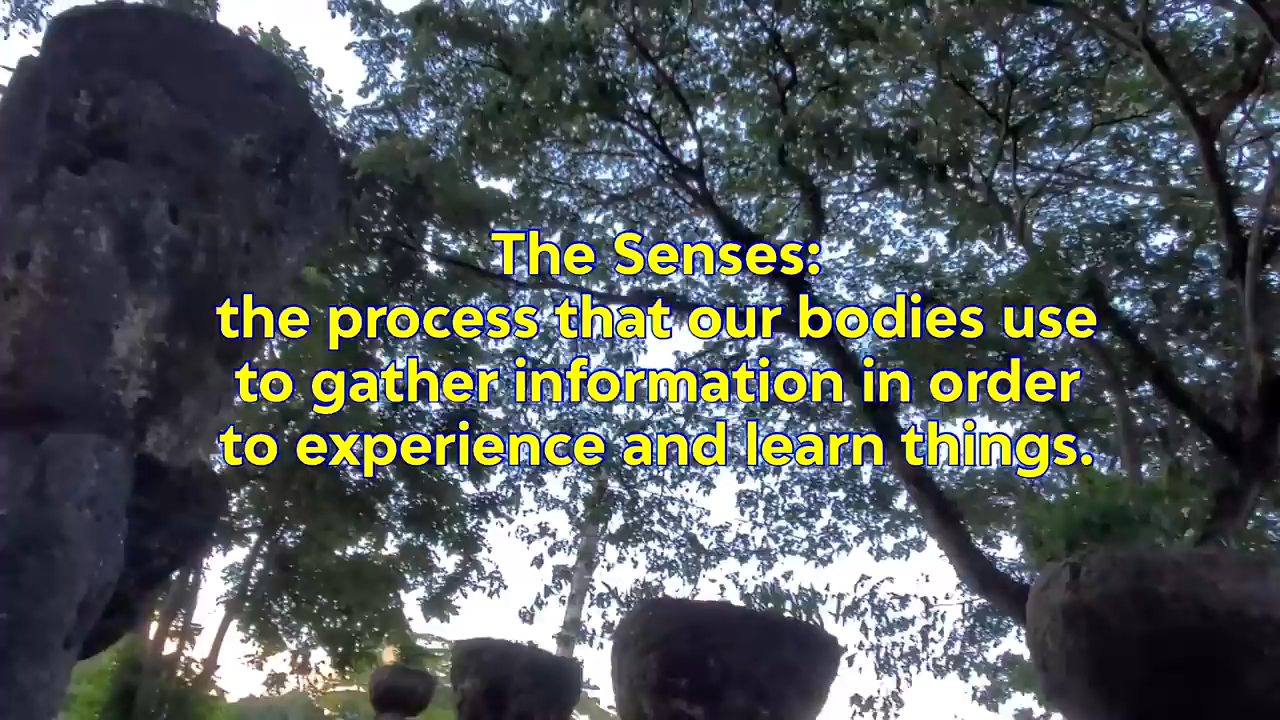 The Senses:
the process that our bodies use
to gather information in order
to experience and learn things.